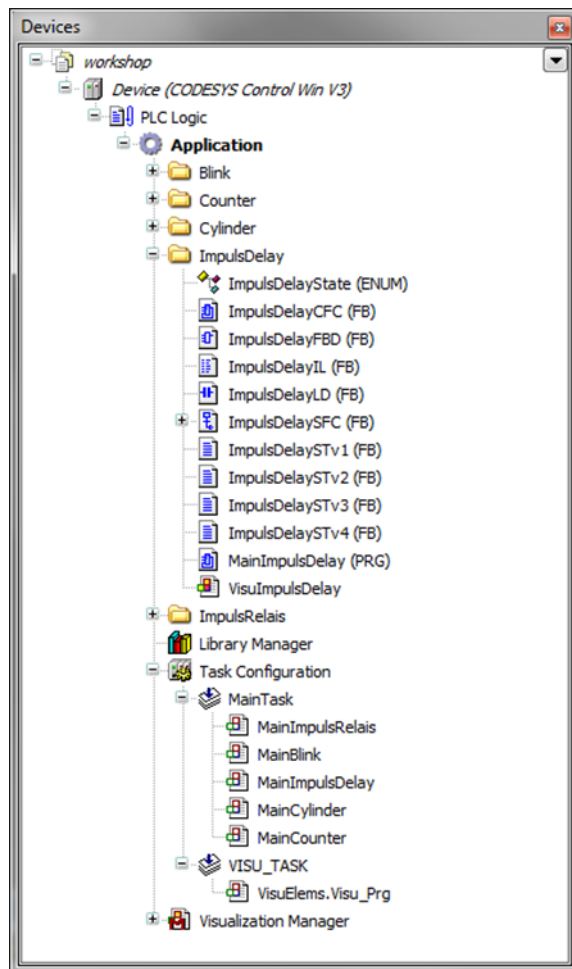 Devices
workshop
Device (CODESYS Control Win V3)
PLC Logic
Application
Blink
Counter
Cylinder
ImpulsDelay
ImpulsDelayState (ENUM)
ImpulsDelayCFC (FB)
ImpulsDelayFBD (FB)
ImpulsDelayIL (FB)
ImpulsDelayLD (FB)
ImpulsDelaySFC (FB)
ImpulsDelaySTv1 (FB)
ImpulsDelaySTv2 (FB)
ImpulsDelaySTv3 (FB)
ImpulsDelaySTv4 (FB)
MainImpulsDelay (PRG)
VisuImpulsDelay
ImpulsRelais
Library Manager
Task Configuration
MainTask
MainImpulsRelais
MainBlink
MainImpulsDelay
MainCylinder
MainCounter
VISU_TASK
VisuElems.Visu_Prg
Visualization Manager